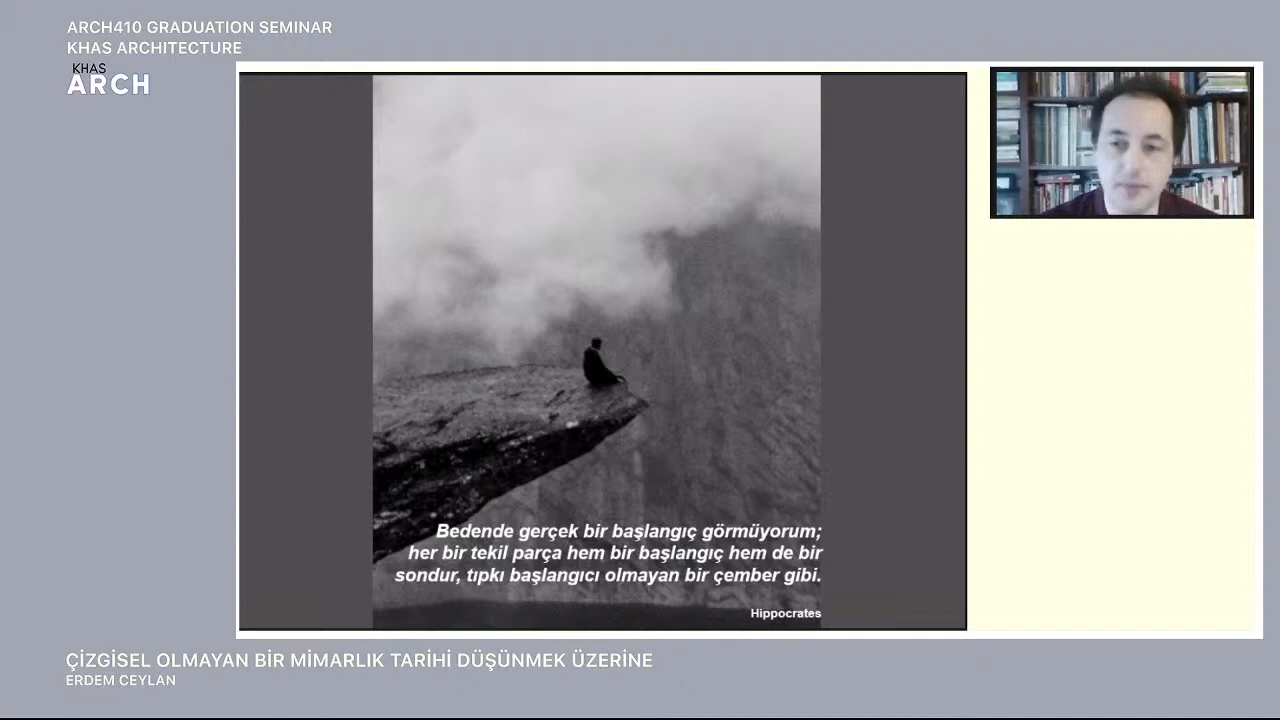 ARCH410 GRADUATION SEMINAR
KHAS ARCHITECTURE
KHAS
ARCH
Bedende gerçek bir başlangıç görmüyorum;
her bir tekil parça hem bir başlangıç hem de bir
sondur, tıpkı başlangıcı olmayan bir çember gibi.
Hippocrates
ÇİZGİSEL OLMAYAN BİR MİMARLIK TARİHİ DÜŞÜNMEK ÜZERİNE
ERDEM CEYLAN